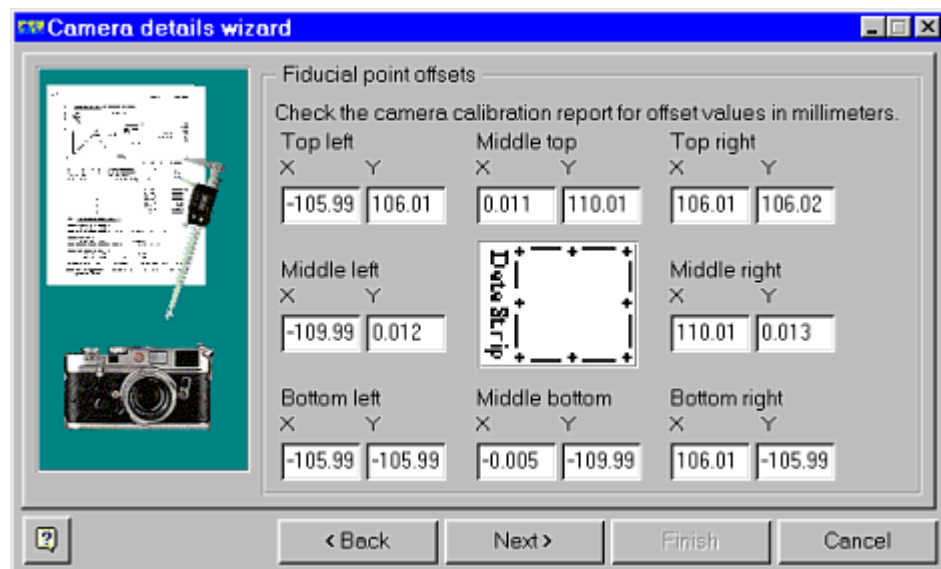 Camera details wizard
Fiducial point offsets
Check the camera calibration report for offset values in millimeters.
Top left Middle top Top right
X Y X Y X Y
-105.99 106.01 0.011 110.01 106.01 106.02
Data Strip
Middle left Middle right
X Y X Y
-109.99 0.012 110.01 0.013
Bottom left Middle bottom Bottom right
X Y X Y X Y
-105.99 -105.99 -0.005 -109.99 106.01 -105.99
? < Back Next > Finish Cancel